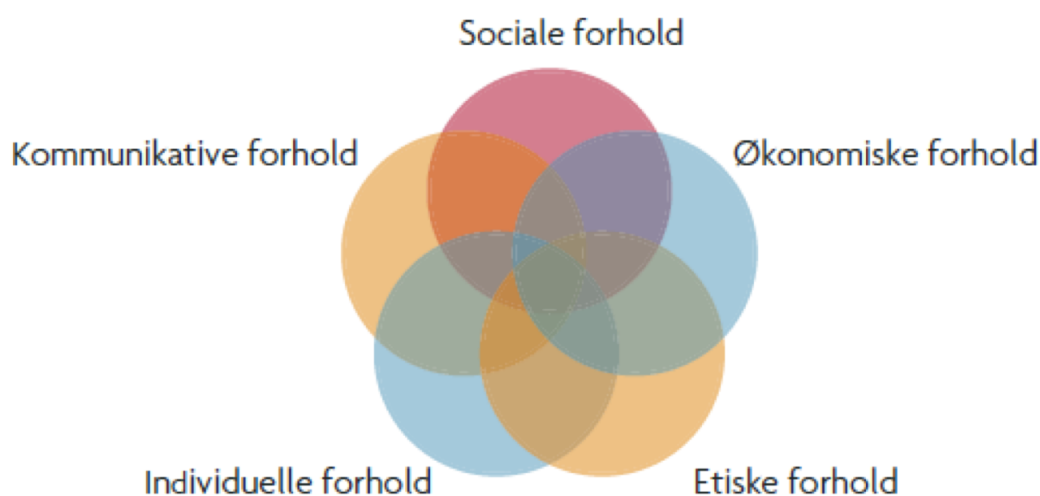 Sociale forhold
Kommunikative forhold
Økonomiske forhold
Individuelle forhold
Etiske forhold